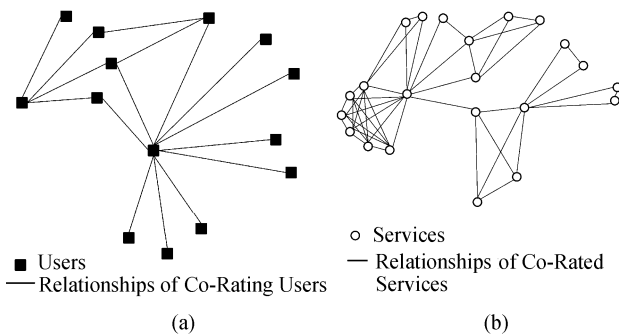 Users
Relationships of Co-Rating Users
(a)
Services
Relationships of Co-Rated
Services
(b)